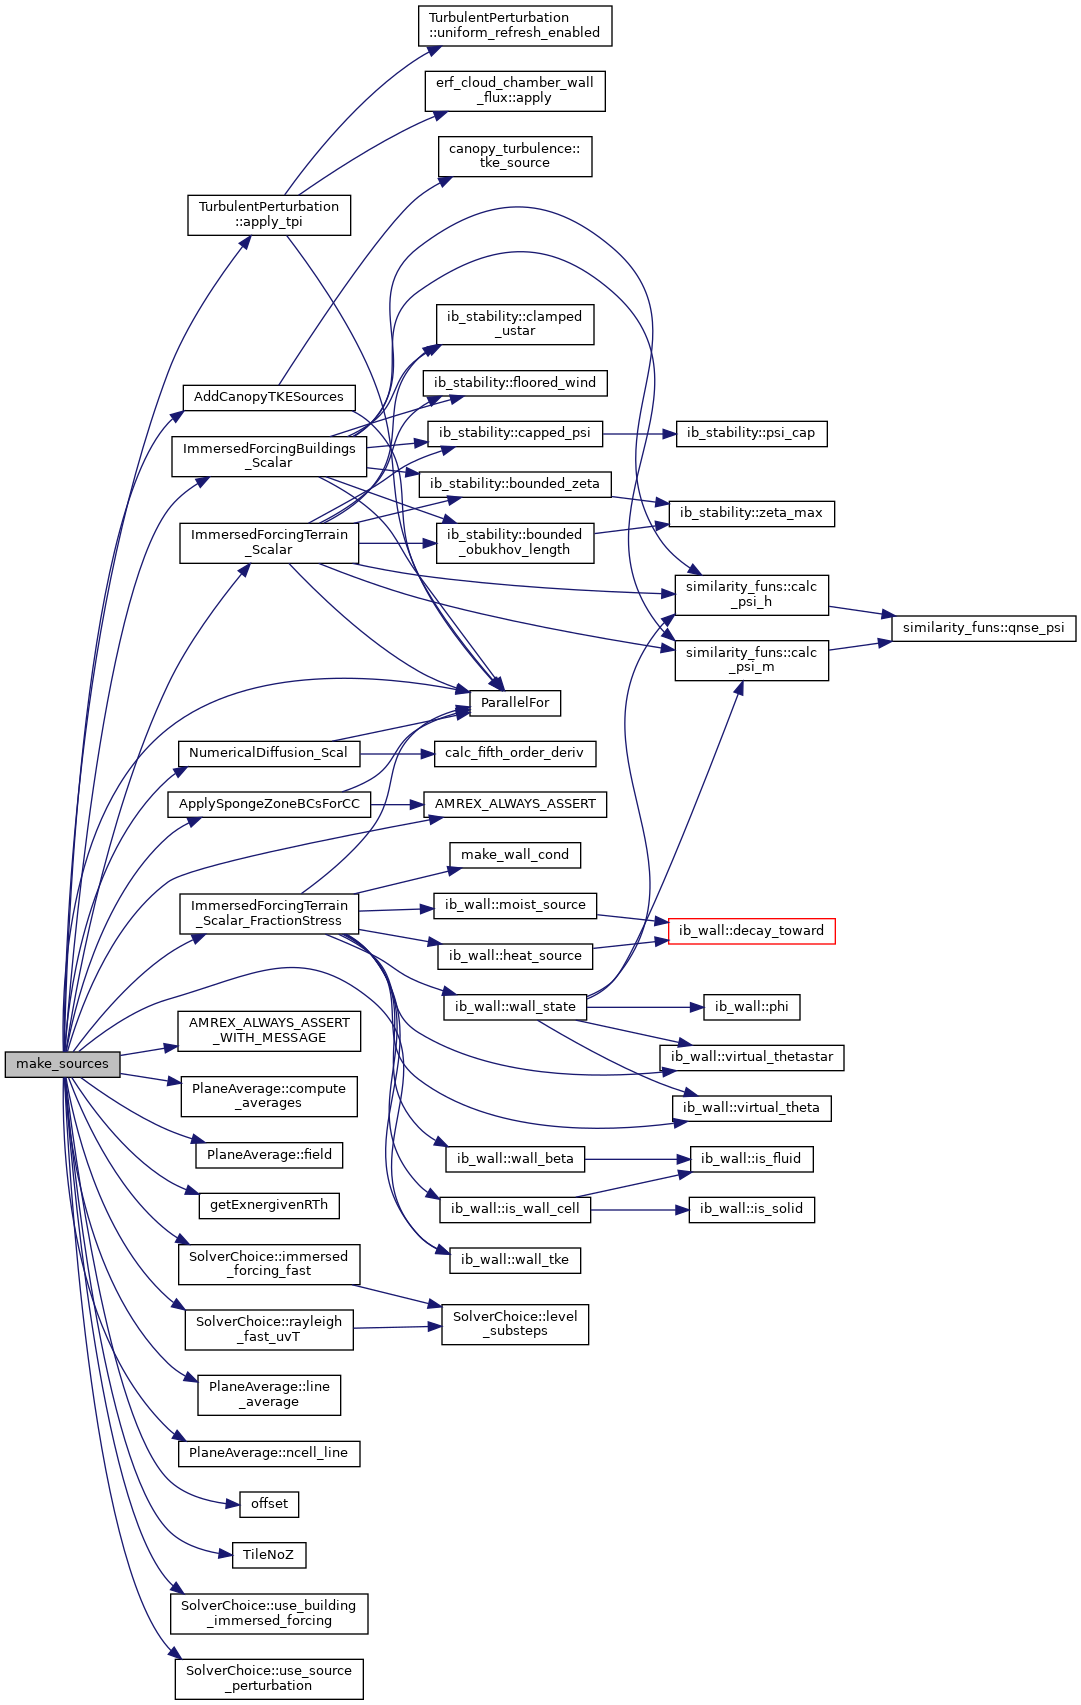 TurbulentPerturbation
::uniform_refresh_enabled
erf_cloud_chamber_wall
_flux::apply
canopy_turbulence::
tke_source
TurbulentPerturbation
::apply_tpi
ib_stability::clamped
_ustar
ib_stability::floored_wind
AddCanopyTKESources
ib_stability::capped_psi
ib_stability::psi_cap
ImmersedForcingBuildings
_Scalar
ib_stability::bounded_zeta
ib_stability::zeta_max
ImmersedForcingTerrain
_Scalar
ib_stability::bounded
_obukhov_length
similarity_funs::calc
_psi_h
similarity_funs::qnse_psi
similarity_funs::calc
_psi_m
ParallelFor
NumericalDiffusion_Scal
calc_fifth_order_deriv
ApplySpongeZoneBCsForCC
AMREX_ALWAYS_ASSERT
make_wall_cond
ImmersedForcingTerrain
_Scalar_FractionStress
ib_wall::moist_source
ib_wall::decay_toward
ib_wall::heat_source
ib_wall::wall_state
ib_wall::phi
AMREX_ALWAYS_ASSERT
_WITH_MESSAGE
make_sources
ib_wall::virtual_thetastar
PlaneAverage::compute
_averages
ib_wall::virtual_theta
PlaneAverage::field
ib_wall::wall_beta
ib_wall::is_fluid
getExnergivenRTh
ib_wall::is_wall_cell
ib_wall::is_solid
SolverChoice::immersed
_forcing_fast
ib_wall::wall_tke
SolverChoice::rayleigh
_fast_uvT
SolverChoice::level
_substeps
PlaneAverage::line
_average
PlaneAverage::ncell_line
offset
TileNoZ
SolverChoice::use_building
_immersed_forcing
SolverChoice::use_source
_perturbation